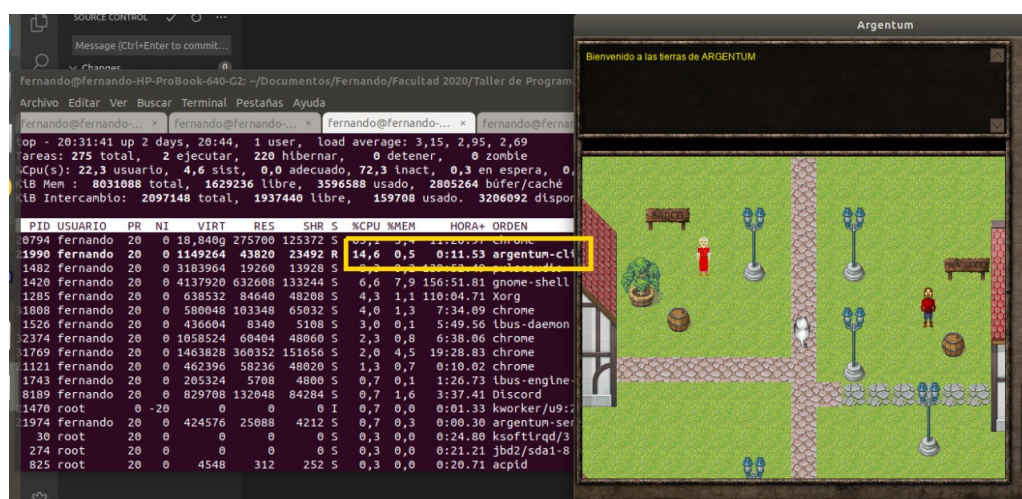 SOURCE CONTROL
Message (Ctrl+Enter to commit...
Changes
0
fernando@fernando-HP-ProBook-640-G2: ~/Documentos/Fernando/Facultad 2020/Taller de Program
Archivo Editar Ver Buscar Terminal Pestañas Ayuda
fernando@fernando-... × fernando@fernando-... × fernando@fernando-... × fernando@fernan
top - 20:31:41 up 2 days, 20:44, 1 user, load average: 3,15, 2,95, 2,69
Tareas: 275 total, 2 ejecutar, 220 hibernar, 0 detener, 0 zombie
%Cpu(s): 22,3 usuario, 4,6 sist, 0,0 adecuado, 72,3 inact, 0,3 en espera, 0,
KiB Mem : 8031088 total, 1629236 libre, 3596588 usado, 2805264 búfer/caché
KiB Intercambio: 2097148 total, 1937440 libre, 159708 usado. 3206092 dispon
PID USUARIO PR NI VIRT RES SHR S %CPU %MEM HORA+ ORDEN
20794 fernando 20 0 18,840g 275700 125372 S chrome
21990 fernando 20 0 1149264 43820 23492 R 14,6 0,5 0:11.53 argentum-cli
1482 fernando 20 0 3183964 19260 13928 S pulseaudio
1420 fernando 20 0 4137920 632608 133244 S 6,6 7,9 156:51.81 gnome-shell
1285 fernando 20 0 638532 84640 48208 S 4,3 1,1 110:04.71 Xorg
31808 fernando 20 0 580048 103348 65032 S 4,0 1,3 7:34.09 chrome
1526 fernando 20 0 436604 8340 5108 S 3,0 0,1 5:49.56 ibus-daemon
32374 fernando 20 0 1058524 60404 48060 S 2,3 0,8 6:38.06 chrome
31769 fernando 20 0 1463828 360352 151656 S 2,0 4,5 19:28.83 chrome
21121 fernando 20 0 462396 58236 48020 S 1,3 0,7 0:10.02 chrome
1743 fernando 20 0 205324 5708 4800 S 0,7 0,1 1:26.73 ibus-engine-
8189 fernando 20 0 829708 132048 84284 S 0,7 1,6 3:37.41 Discord
21470 root 0 -20 0 0 0 I 0,7 0,0 0:01.33 kworker/u9:2
21974 fernando 20 0 424576 25088 4212 S 0,7 0,3 0:00.30 argentum-ser
30 root 20 0 0 0 0 S 0,3 0,0 0:24.80 ksoftirqd/3
274 root 20 0 0 0 0 S 0,3 0,0 0:21.21 jbd2/sda1-8
825 root 20 0 4548 312 252 S 0,3 0,0 0:20.71 acpid
Argentum
Bienvenido a las tierras de ARGENTUM